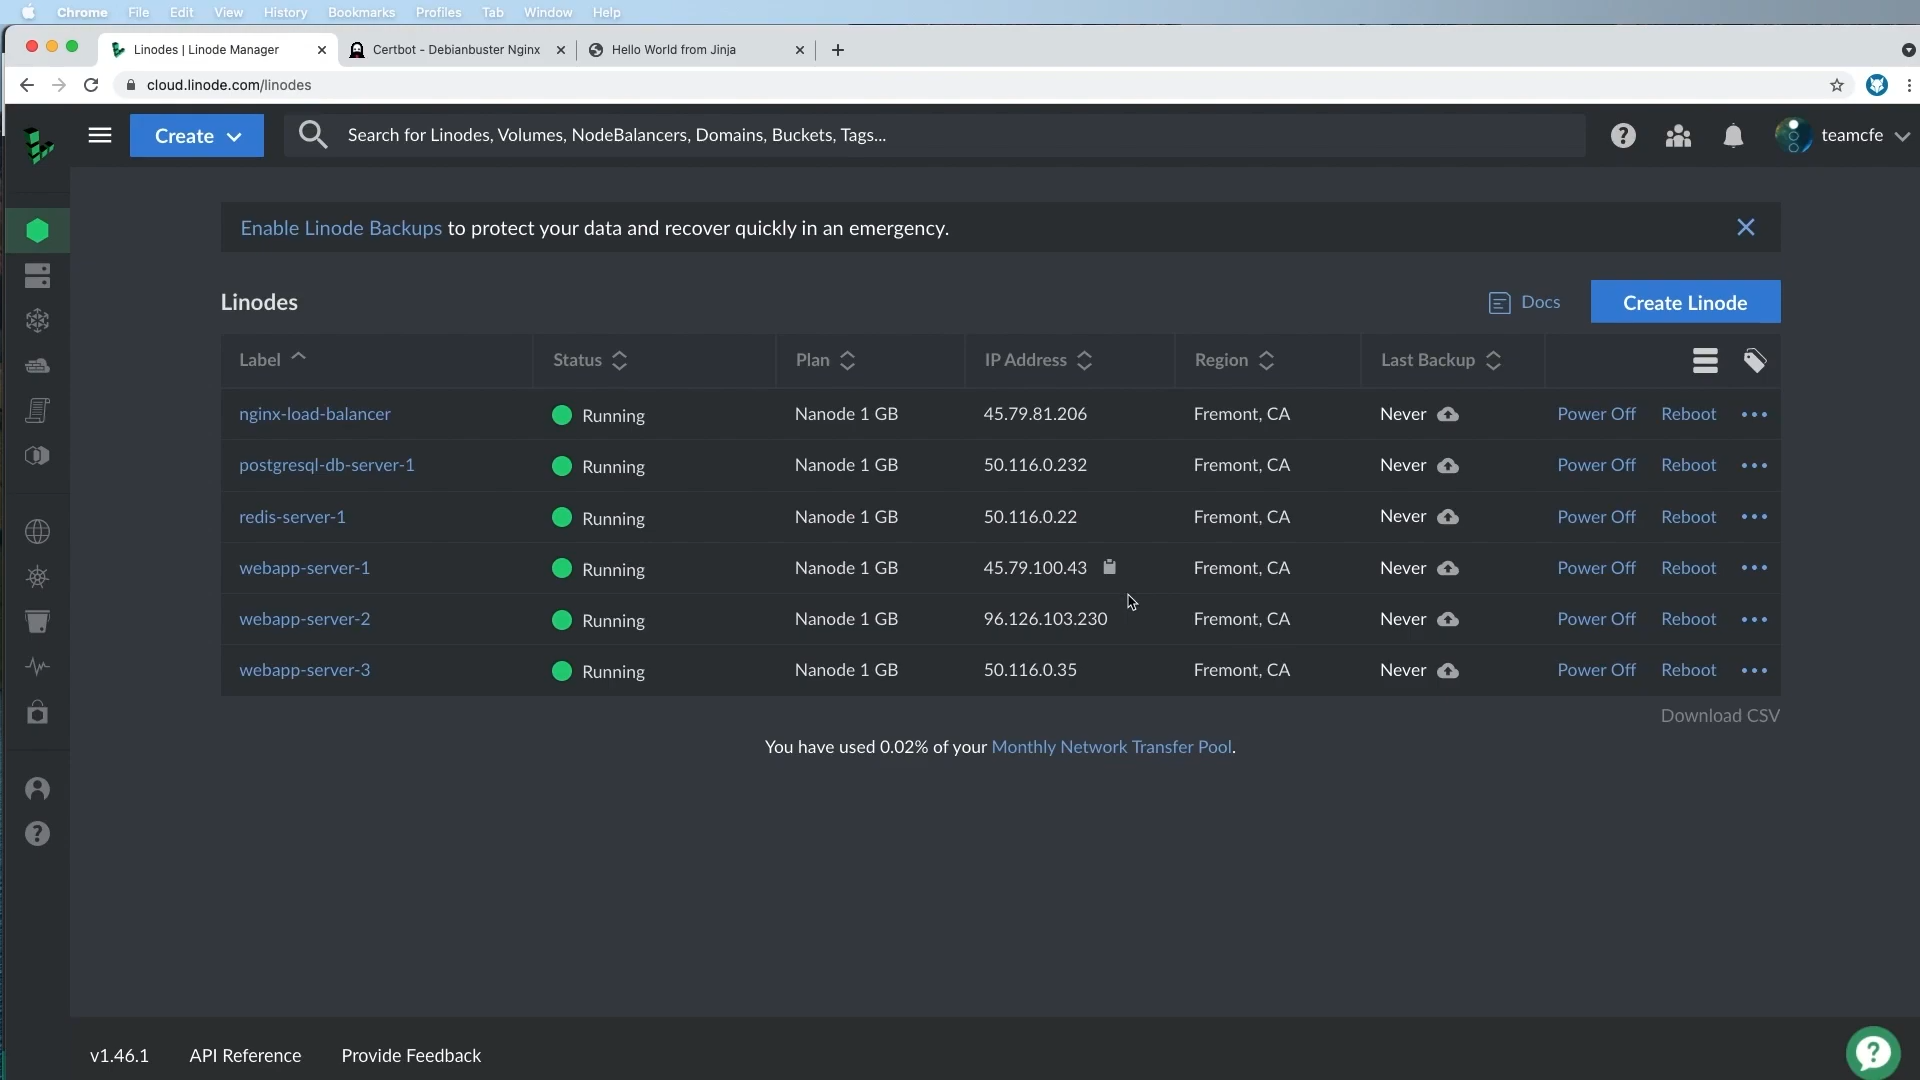 Chrome File Edit View History Bookmarks Profiles Tab Window Help
Linodes | Linode Manager Certbot - Debianbuster Nginx Hello World from Jinja
cloud.linode.com/linodes
Create Search for Linodes, Volumes, NodeBalancers, Domains, Buckets, Tags... teamcfe
Enable Linode Backups to protect your data and recover quickly in an emergency.
Linodes Docs Create Linode
Label Status Plan IP Address Region Last Backup
nginx-load-balancer Running Nanode 1 GB 45.79.81.206 Fremont, CA Never Power Off Reboot
postgresql-db-server-1 Running Nanode 1 GB 50.116.0.232 Fremont, CA Never Power Off Reboot
redis-server-1 Running Nanode 1 GB 50.116.0.22 Fremont, CA Never Power Off Reboot
webapp-server-1 Running Nanode 1 GB 45.79.100.43 Fremont, CA Never Power Off Reboot
webapp-server-2 Running Nanode 1 GB 96.126.103.230 Fremont, CA Never Power Off Reboot
webapp-server-3 Running Nanode 1 GB 50.116.0.35 Fremont, CA Never Power Off Reboot
Download CSV
You have used 0.02% of your Monthly Network Transfer Pool.
v1.46.1 API Reference Provide Feedback